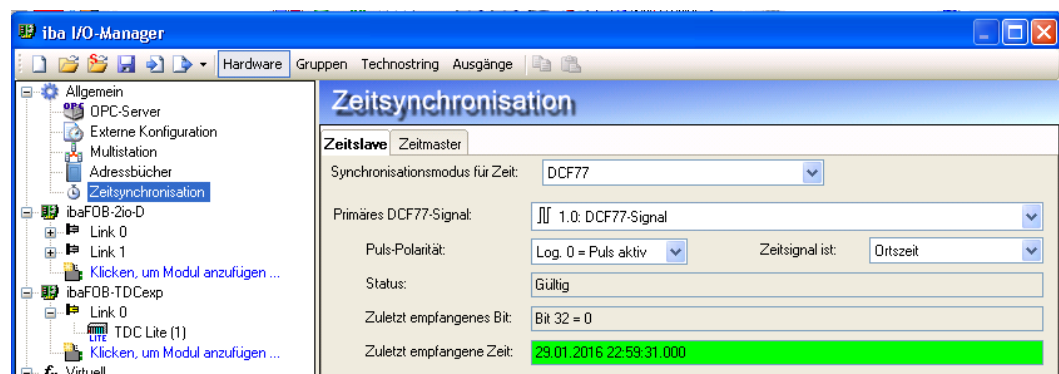 iba I/O-Manager
Hardware Gruppen Technostring Ausgänge
Allgemein
OPC-Server
Externe Konfiguration
Multistation
Adressbücher
Zeitsynchronisation
ibaFOB-2io-D
Link 0
Link 1
Klicken, um Modul anzufügen ...
ibaFOB-TDCexp
Link 0
TDC Lite (1)
Klicken, um Modul anzufügen ...
Virtuell
Zeitsynchronisation
Zeitslave Zeitmaster
Synchronisationsmodus für Zeit: DCF77
Primäres DCF77-Signal: 1.0: DCF77-Signal
Puls-Polarität: Log. 0 = Puls aktiv Zeitsignal ist: Ortszeit
Status: Gültig
Zuletzt empfangenes Bit: Bit 32 = 0
Zuletzt empfangene Zeit: 29.01.2016 22:59:31.000